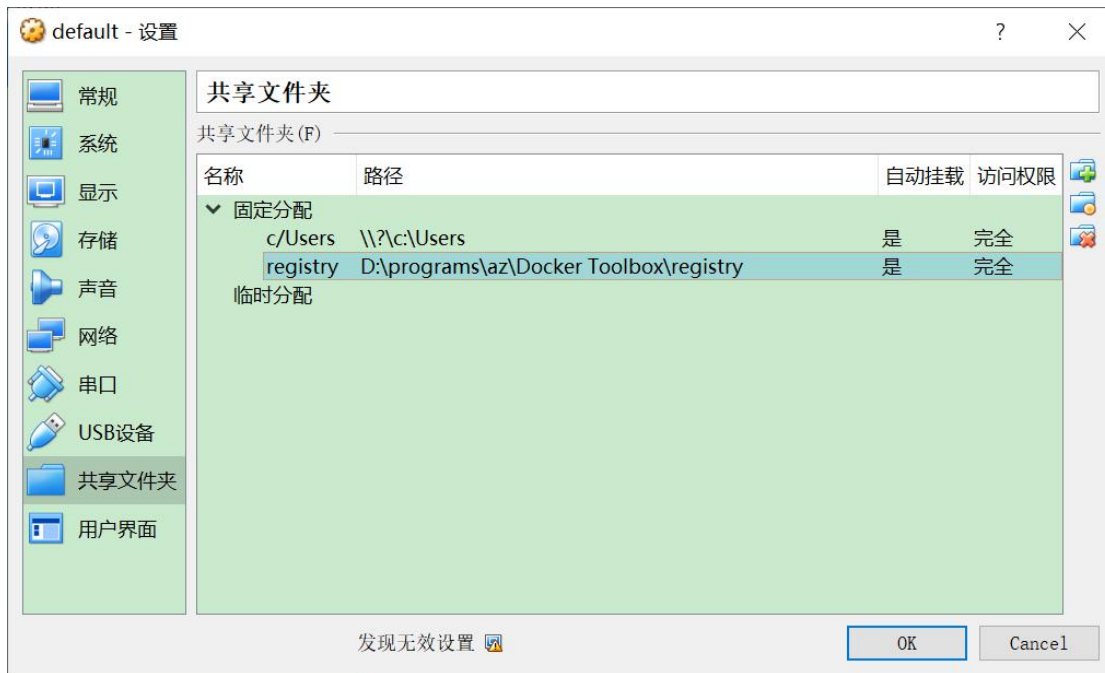 default - 设置
?
常规
系统
显示
存储
声音
网络
串口
USB设备
共享文件夹
用户界面
共享文件夹
共享文件夹(F)
名称 路径 自动挂载 访问权限
固定分配
c/Users \\?\c:\Users 是 完全
registry D:\programs\az\Docker Toolbox\registry 是 完全
临时分配
发现无效设置
OK Cancel